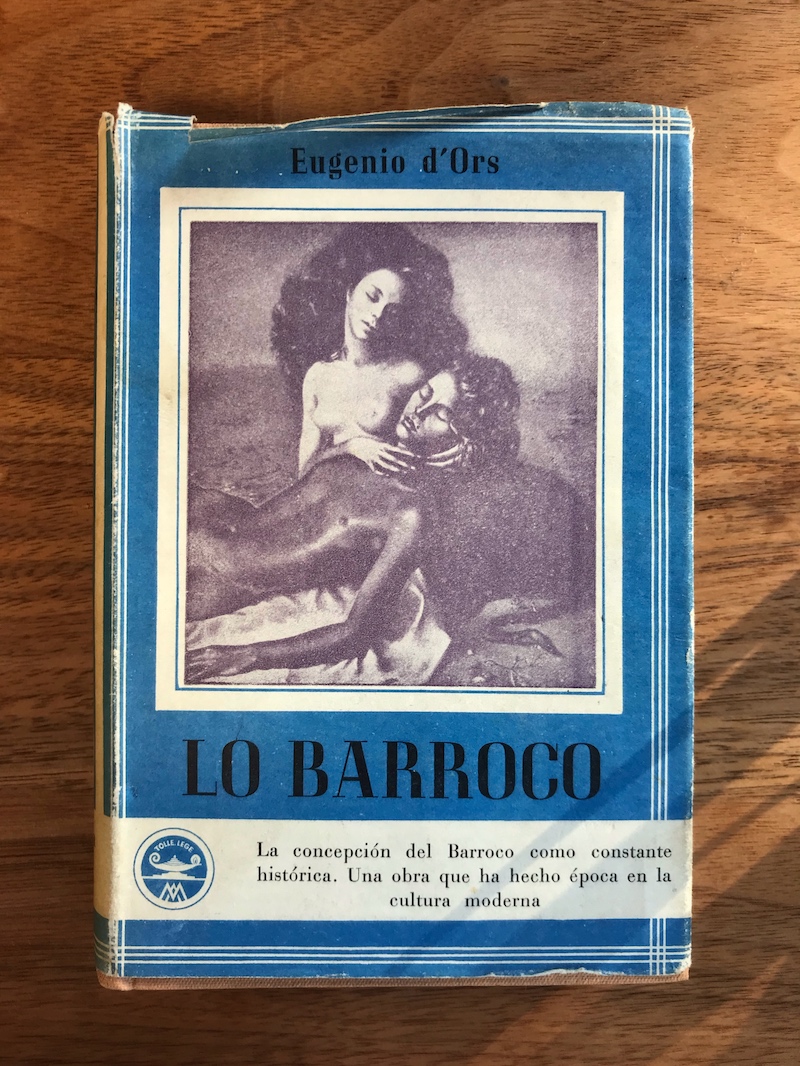 Eugenio d'Ors
LO BARROCO
TOLLE. LEGE
M
La concepción del Barroco como constante
histórica. Una obra que ha hecho época en la
cultura moderna